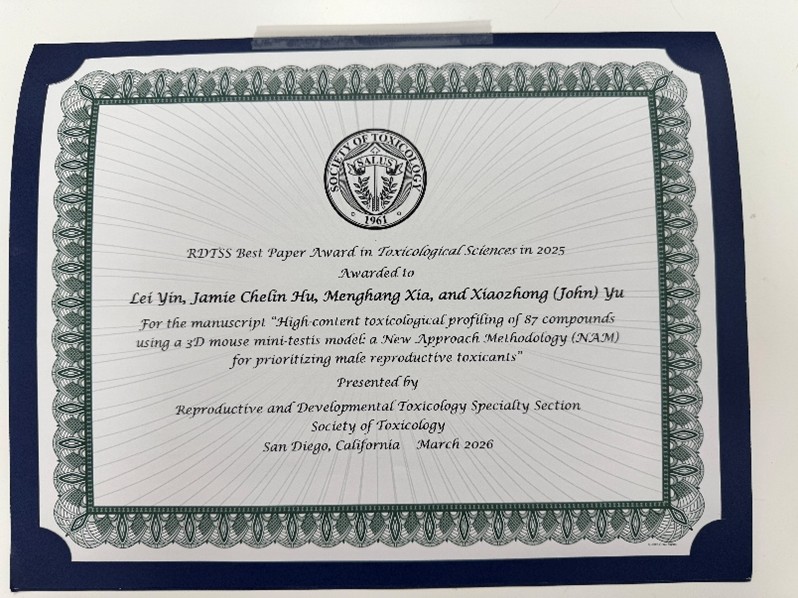 SOCIETY OF TOXICOLOGY
SALUS
1961
RDTSS Best Paper Award in Toxicological Sciences in 2025
Awarded to
Lei Yin, Jamie Chelin Hu, Menghang Xia, and Xiaozhong (John) Yu
For the manuscript "High-content toxicological profiling of 87 compounds
using a 3D mouse mini-testis model: a New Approach Methodology (NAM)
for prioritizing male reproductive toxicants"
Presented by
Reproductive and Developmental Toxicology Specialty Section
Society of Toxicology
San Diego, California March 2026